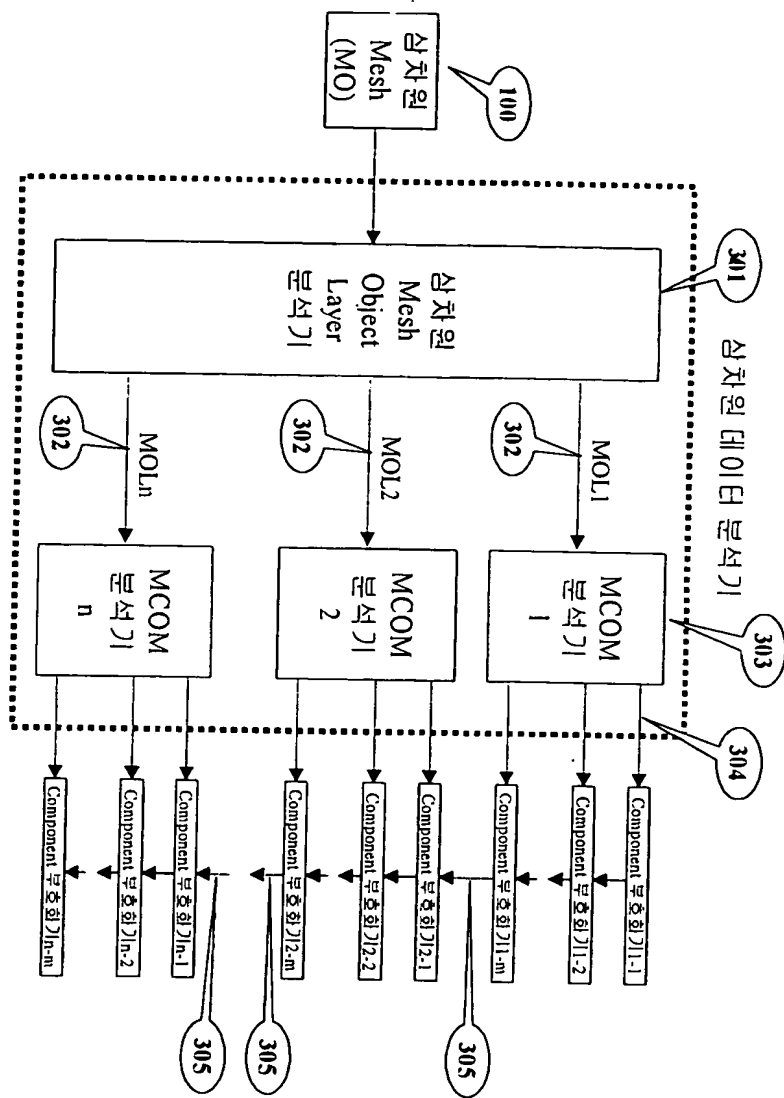 삼차원
Mesh
(MO)
100
301
삼차원 데이터 분석기
삼차원
Mesh
Object
Layer
분석기
302
MOL1
302
MOL2
302
MOLn
303
MCOM
분석기
1
MCOM
분석기
2
MCOM
분석기
n
304
Component 부호화기1-1
Component 부호화기1-2
Component 부호화기1-m
Component 부호화기2-1
Component 부호화기2-2
Component 부호화기2-m
Component 부호화기n-1
Component 부호화기n-2
Component 부호화기n-m
305
305
305